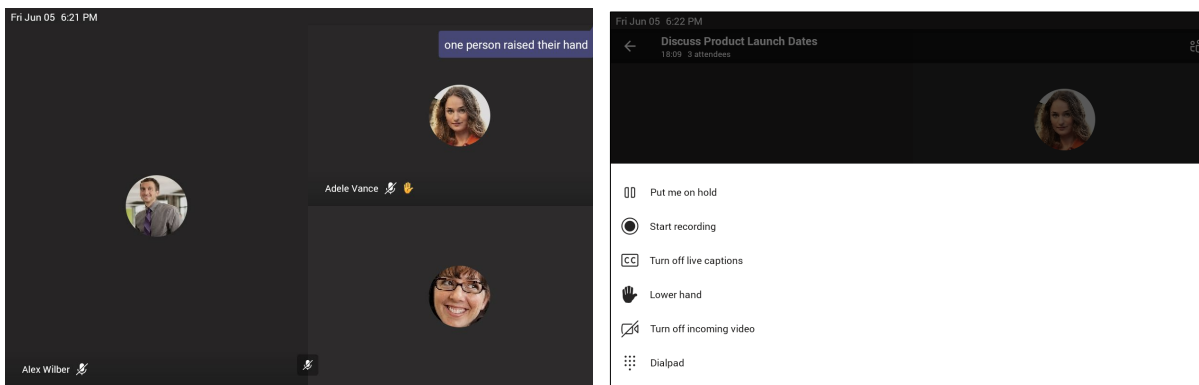 Fri Jun 05 6:21 PM
one person raised their hand
Adele Vance
Alex Wilber
Fri Jun 05 6:22 PM
Discuss Product Launch Dates
18:09 3 attendees
Put me on hold
Start recording
CC Turn off live captions
Lower hand
Turn off incoming video
Dialpad